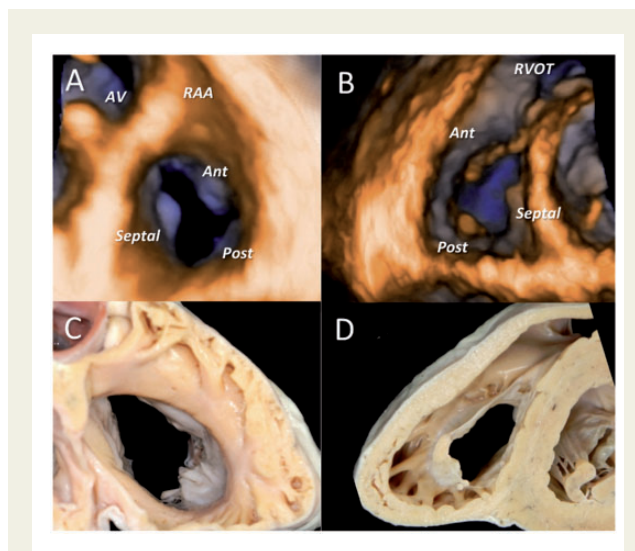 A
AV
RAA
Ant
Septal
Post
B
RVOT
Ant
Septal
Post
C
D